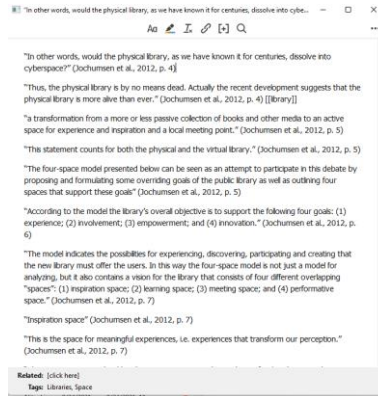 "In other words, would the physical library, as we have known it for centuries, dissolve into cybe...
"In other words, would the physical library, as we have known it for centuries, dissolve into
cyberspace?" (Jochumsen et al., 2012, p. 4)
"Thus, the physical library is by no means dead. Actually the recent development suggests that the
physical library is more alive than ever." (Jochumsen et al., 2012, p. 4) [[library]]
"a transformation from a more or less passive collection of books and other media to an active
space for experience and inspiration and a local meeting point." (Jochumsen et al., 2012, p. 5)
"This statement counts for both the physical and the virtual library." (Jochumsen et al., 2012, p. 5)
"The four-space model presented below can be seen as an attempt to participate in this debate by
proposing and formulating some overriding goals of the public library as well as outlining four
spaces that support these goals" (Jochumsen et al., 2012, p. 5)
"According to the model the library's overall objective is to support the following four goals: (1)
experience; (2) involvement; (3) empowerment; and (4) innovation." (Jochumsen et al., 2012, p.
6)
"The model indicates the possibilities for experiencing, discovering, participating and creating that
the new library must offer the users. In this way the four-space model is not just a model for
analyzing, but it also contains a vision for the library that consists of four different overlapping
"spaces": (1) inspiration space; (2) learning space; (3) meeting space; and (4) performative
space." (Jochumsen et al., 2012, p. 7)
"Inspiration space" (Jochumsen et al., 2012, p. 7)
"This is the space for meaningful experiences, i.e. experiences that transform our perception."
(Jochumsen et al., 2012, p. 7)
Related: [click here]
Tags: Libraries, Space